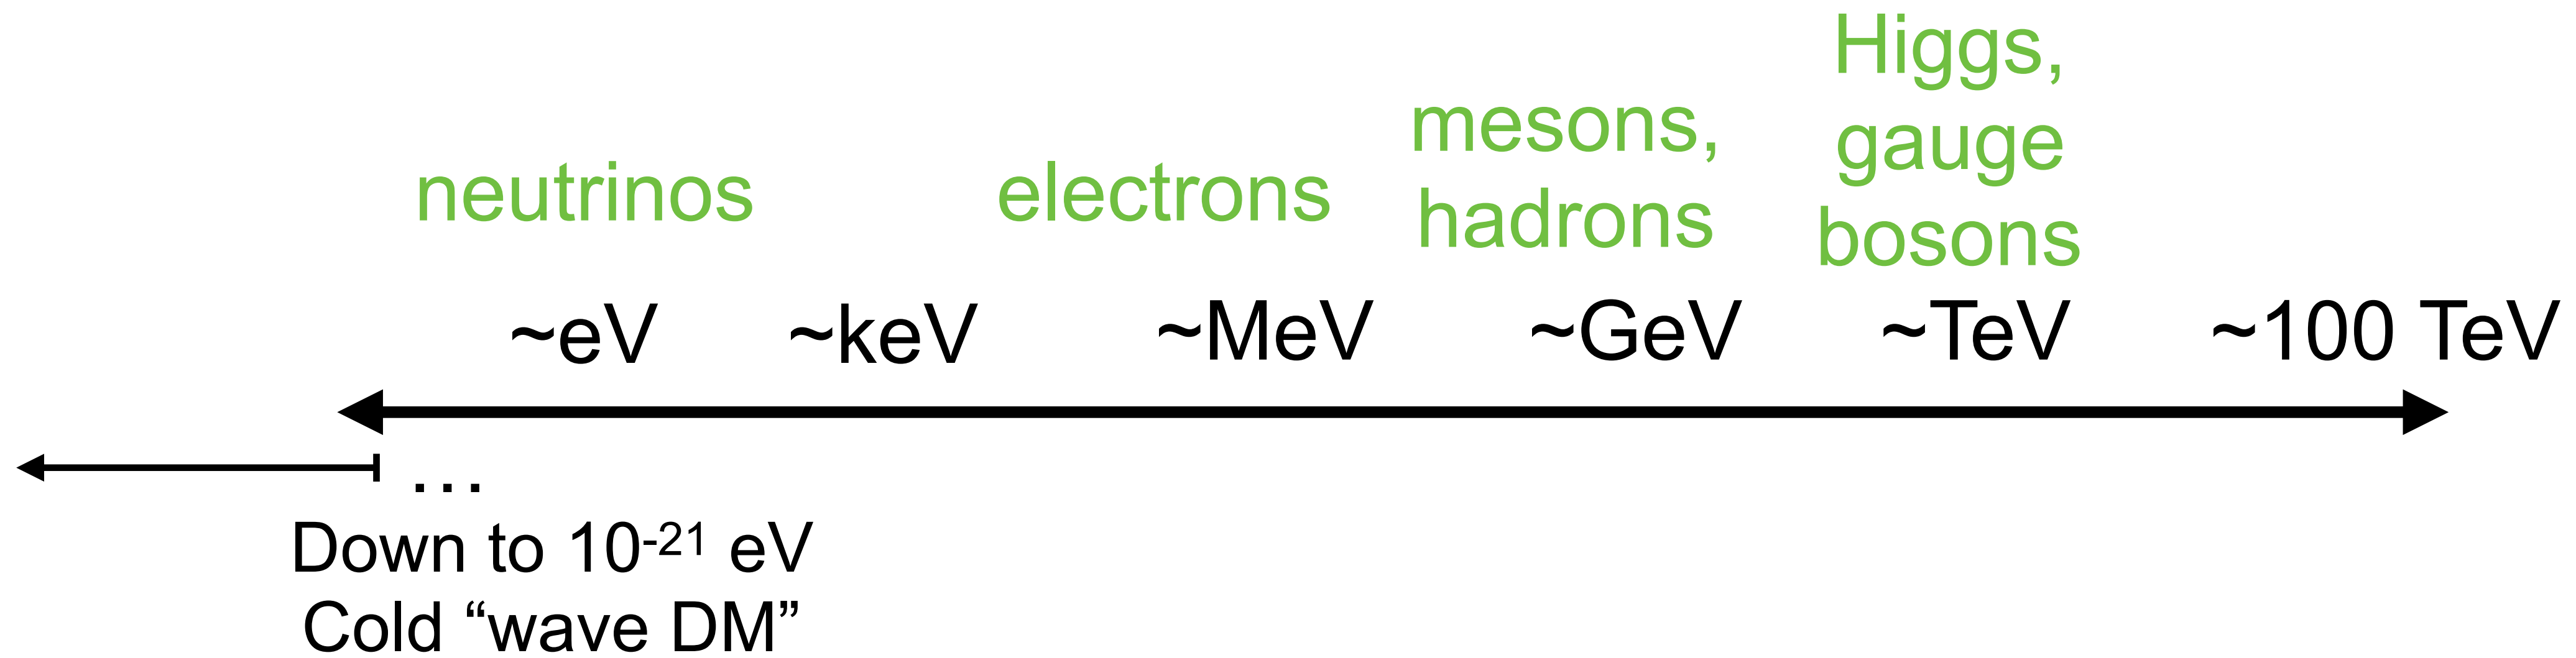 Higgs,
gauge
bosons
mesons,
hadrons
neutrinos
electrons
~eV
~keV
~MeV
~GeV
~TeV
~100 TeV
...
Down to 10⁻²¹ eV
Cold “wave DM”